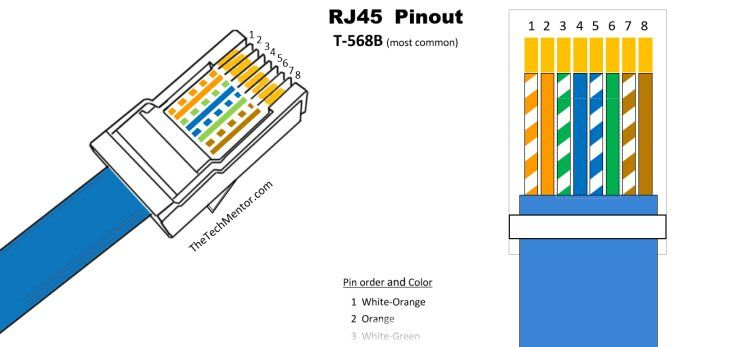 RJ45 Pinout
T-568B (most common)
1
2
3
4
5
6
7
8
TheTechMentor.com
1 2 3 4 5 6 7 8
Pin order and Color
1 White-Orange
2 Orange
3 White-Green